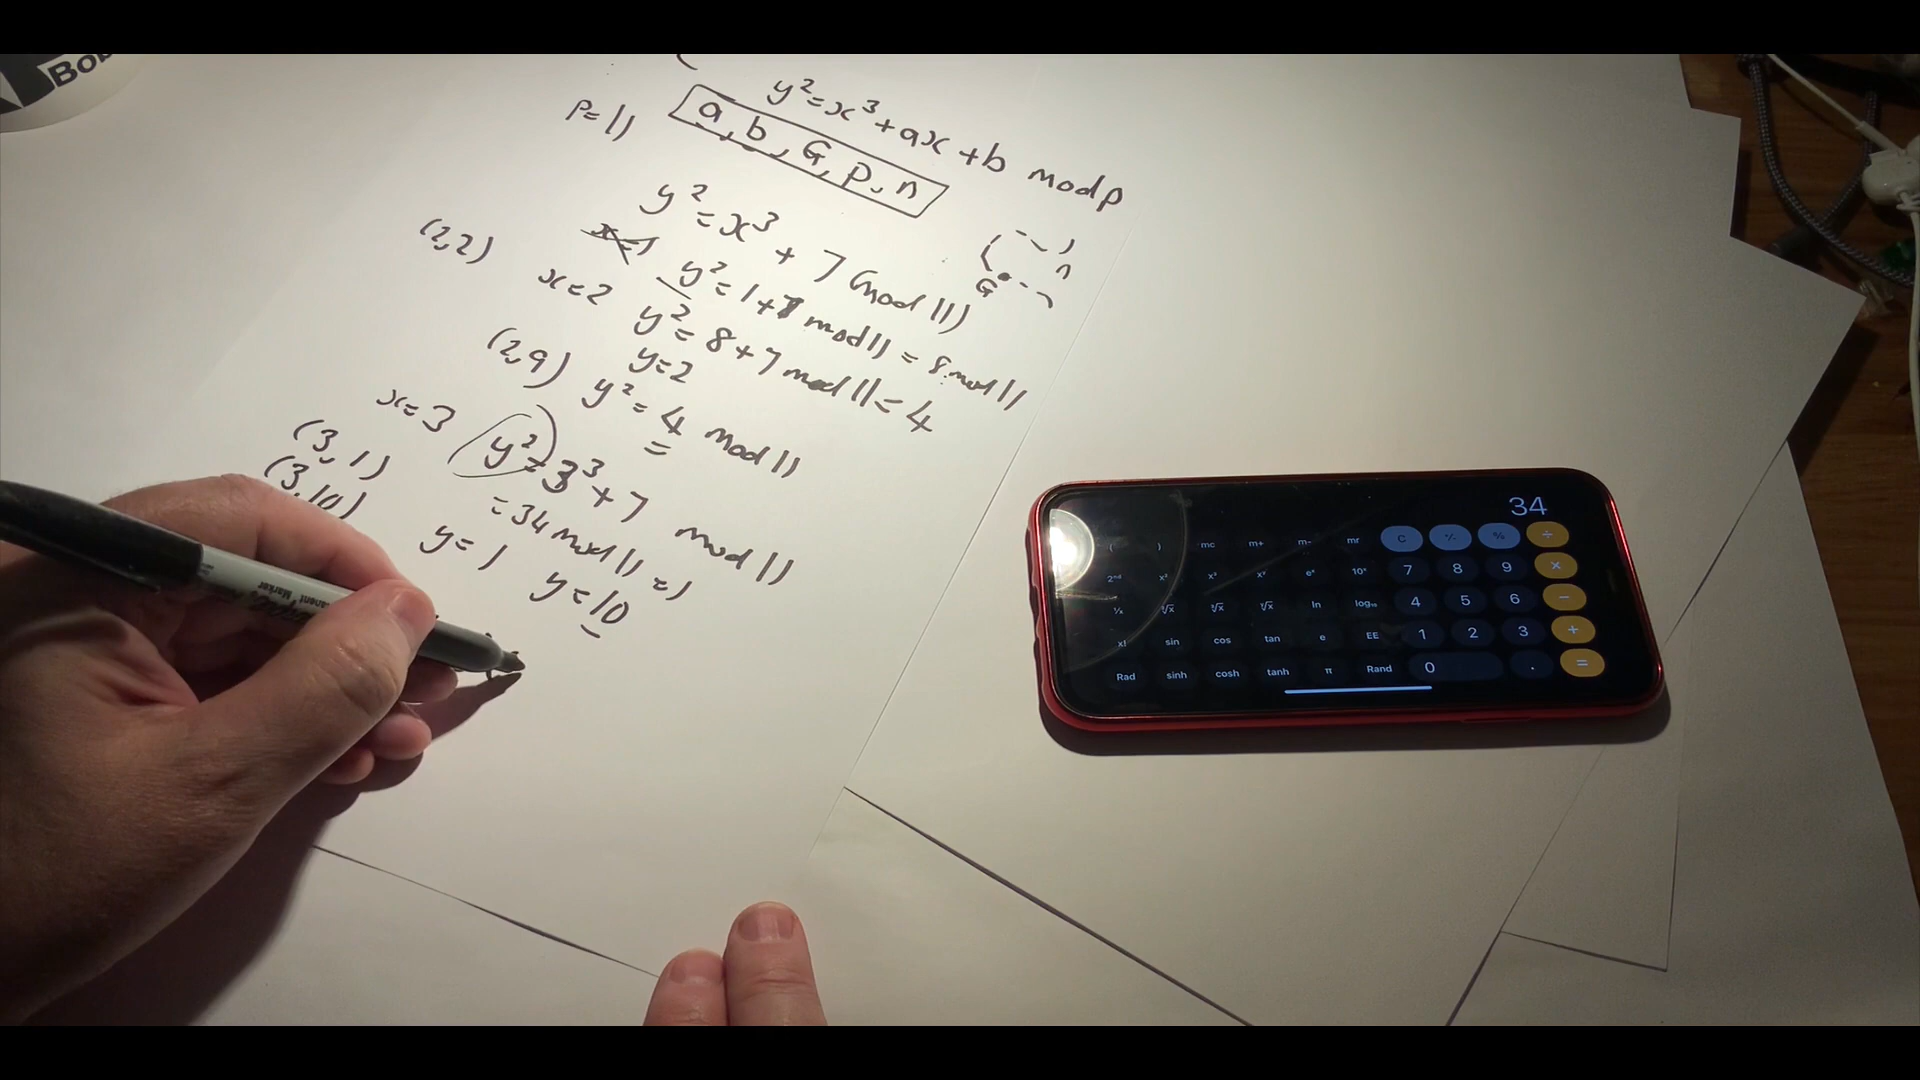 Bob
y²=x³+ax+b mod p
p=11
a, b, G, p, n
y²=x³+7 (mod 11)
n
G
x=1 y²=1+7 mod 11 = 8 mod 11
(2,2)
x=2 y²=8+7 mod 11=4
y=2
(2,9) y²=4 mod 11
x=3 y²=3³+7 mod 11
(3,1)
=34 mod 11=1
(3,10)
y=1 y=10
anent Marker
34
( ) mc m+ m- mr C +/- % ÷
2ⁿᵈ x² x³ xʸ eˣ 10ˣ 7 8 9 ×
¹/x ²√x ³√x ʸ√x ln log₁₀ 4 5 6 −
x! sin cos tan e EE 1 2 3 +
Rad sinh cosh tanh π Rand 0 . =